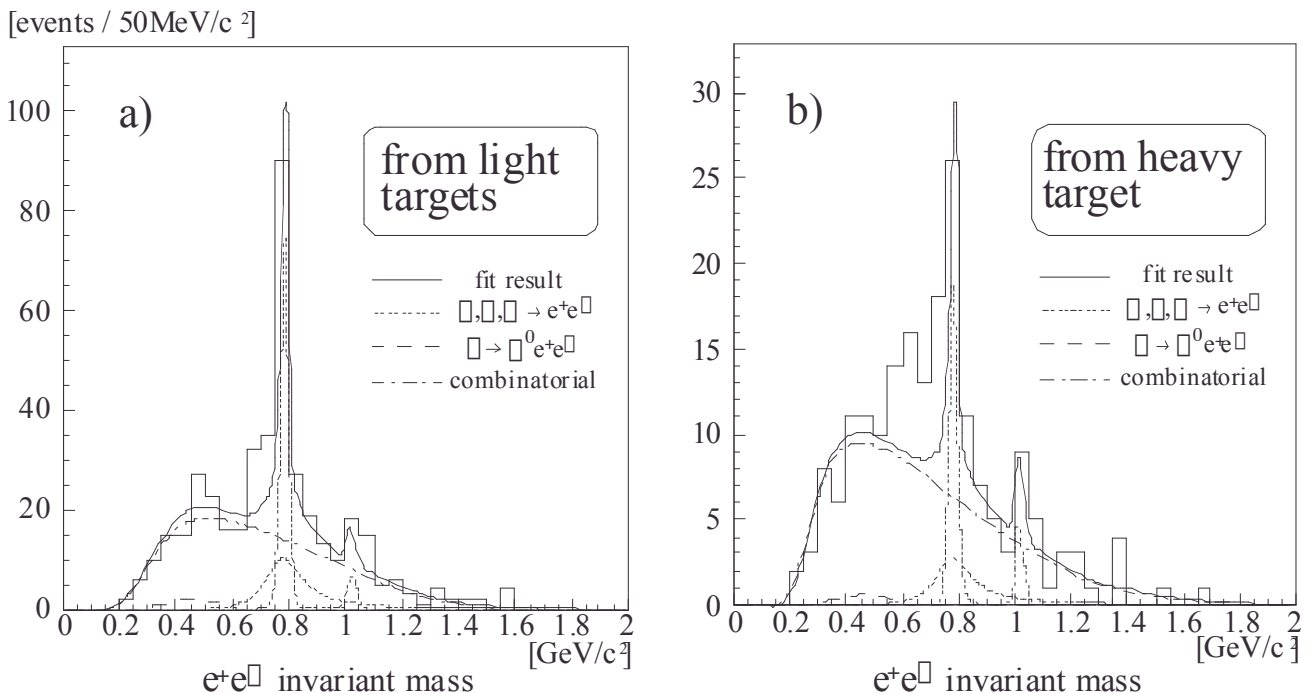 [events / 50MeV/c ²]
a)
from light
targets
fit result
□,□,□ → e⁺e□
□ → □⁰e⁺e□
combinatorial
100
80
60
40
20
0
0 0.2 0.4 0.6 0.8 1 1.2 1.4 1.6 1.8 2
[GeV/c²]
e⁺e□ invariant mass
b)
from heavy
target
fit result
□,□,□ → e⁺e□
□ → □⁰e⁺e□
combinatorial
30
25
20
15
10
5
0
0 0.2 0.4 0.6 0.8 1 1.2 1.4 1.6 1.8 2
[GeV/c²]
e⁺e□ invariant mass